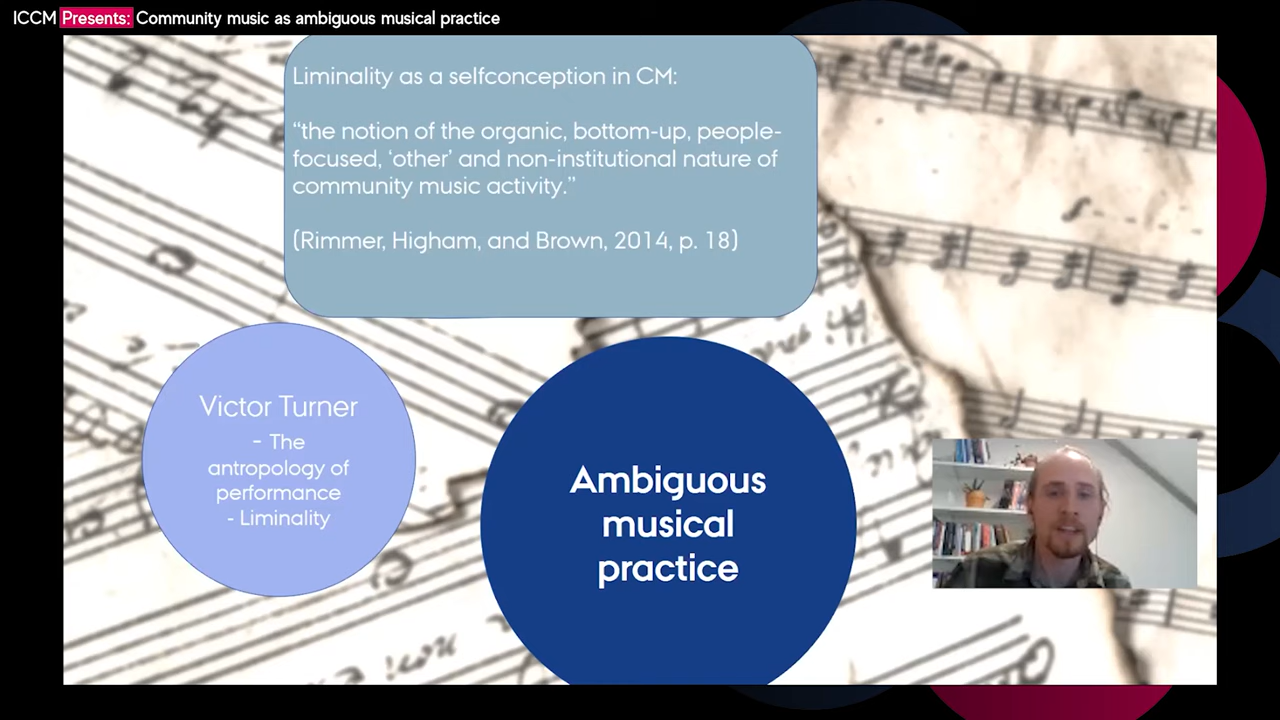 ICCM Presents: Community music as ambiguous musical practice
Liminality as a selfconception in CM:
“the notion of the organic, bottom-up, people-
focused, ‘other’ and non-institutional nature of
community music activity.”
(Rimmer, Higham, and Brown, 2014, p. 18)
Victor Turner
- The
antropology of
performance
- Liminality
Ambiguous
musical
practice